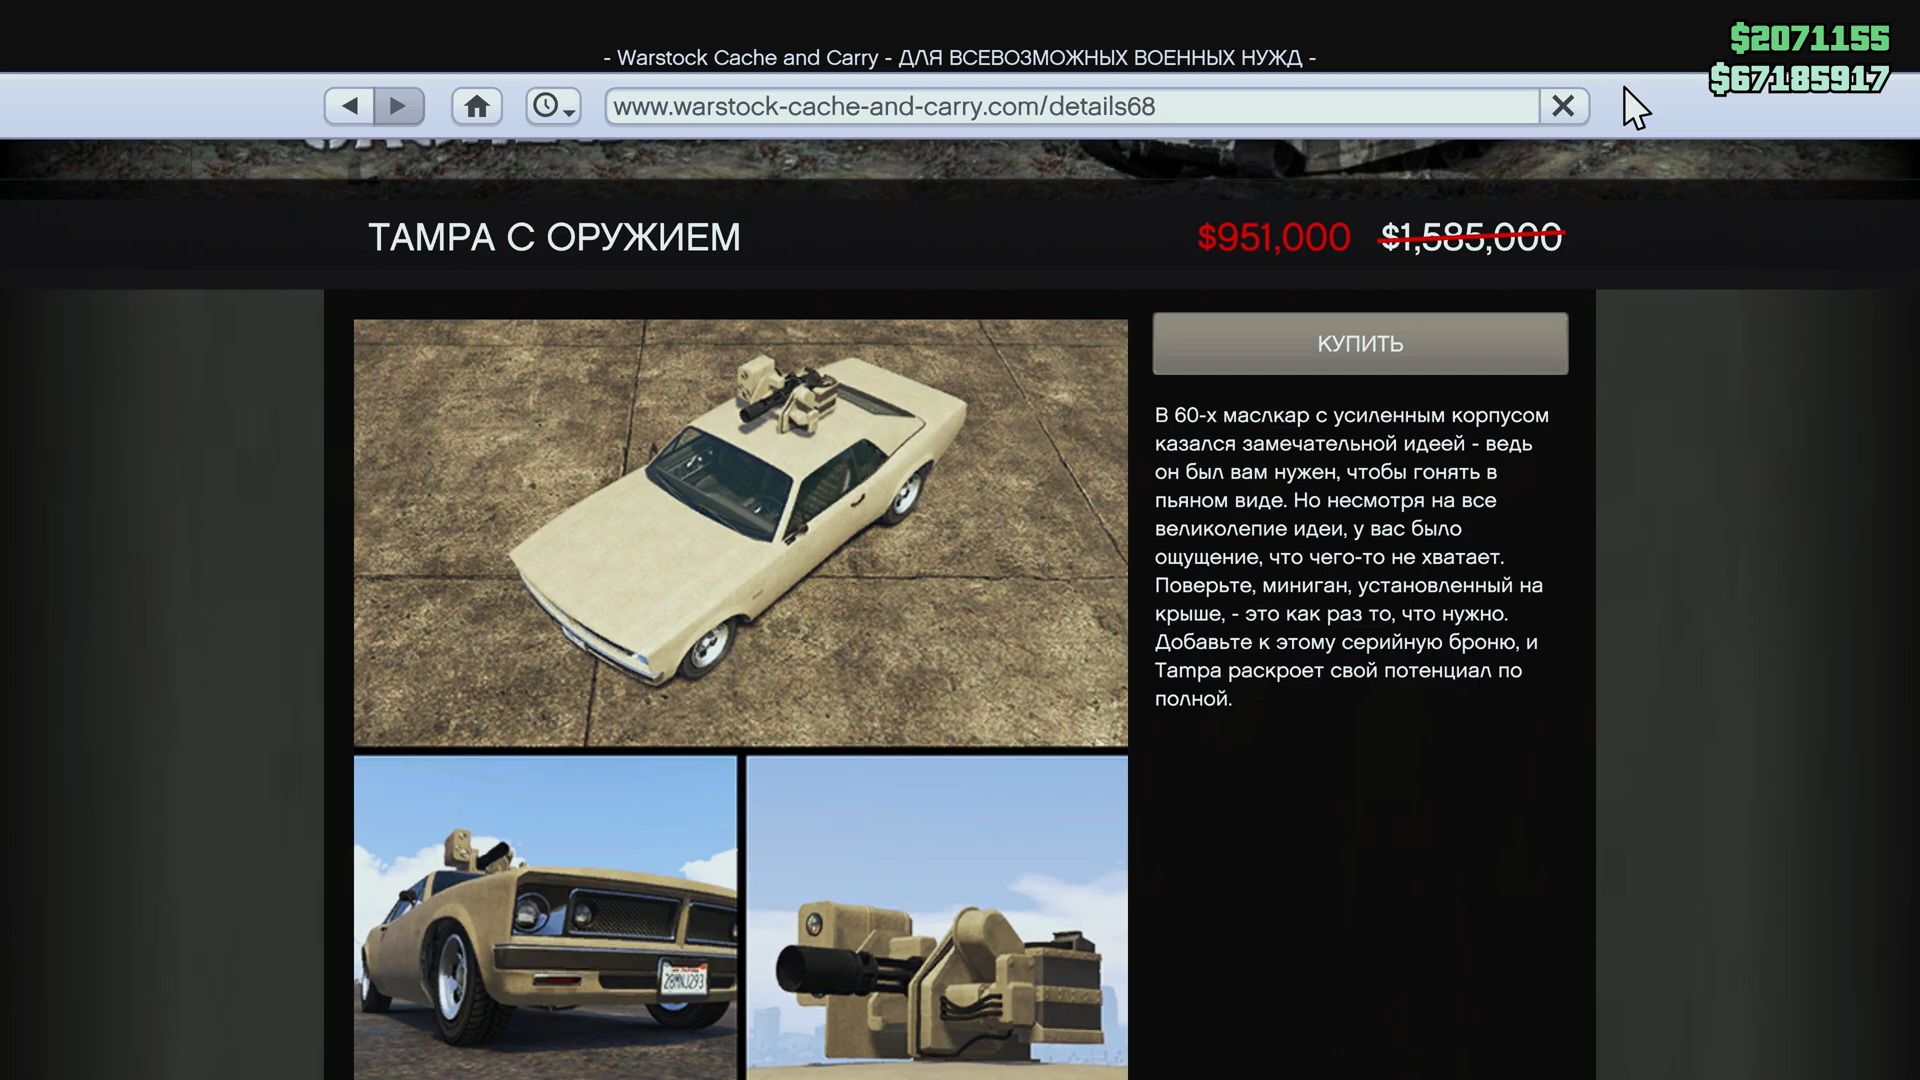 - Warstock Cache and Carry - ДЛЯ ВСЕВОЗМОЖНЫХ ВОЕННЫХ НУЖД -
$2071155
$67185917
www.warstock-cache-and-carry.com/details68
TAMPA С ОРУЖИЕМ
$951,000 $1,585,000
КУПИТЬ
В 60-х маслкар с усиленным корпусом
казался замечательной идеей - ведь
он был вам нужен, чтобы гонять в
пьяном виде. Но несмотря на все
великолепие идеи, у вас было
ощущение, что чего-то не хватает.
Поверьте, миниган, установленный на
крыше, - это как раз то, что нужно.
Добавьте к этому серийную броню, и
Tampa раскроет свой потенциал по
полной.
28MNJ293